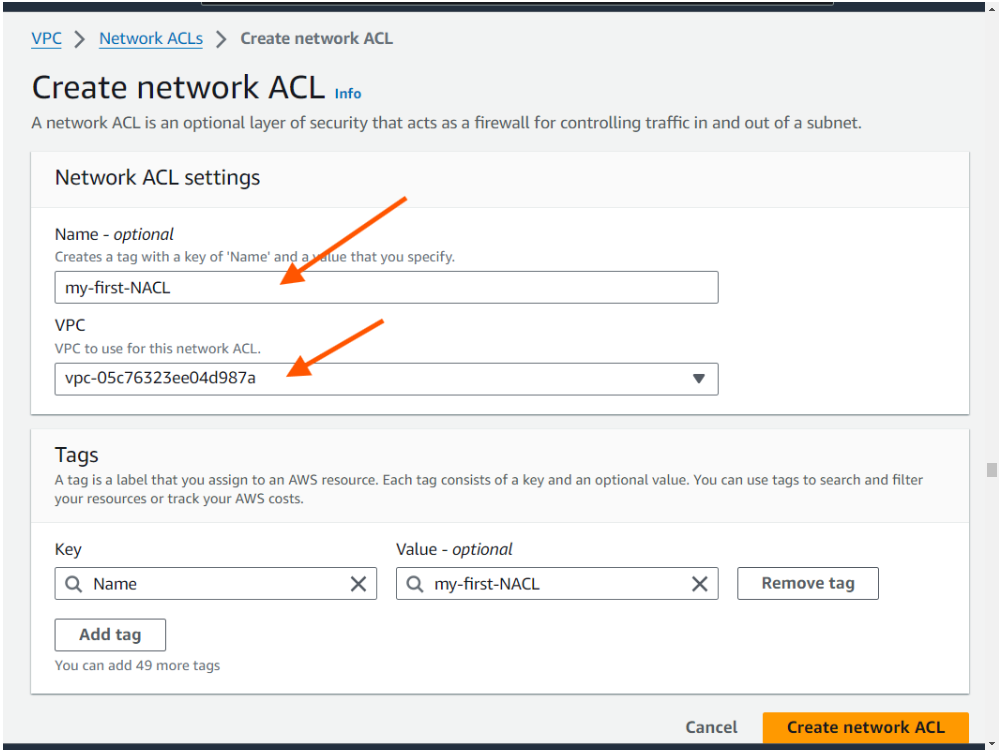 VPC > Network ACLs > Create network ACL
Create network ACL Info
A network ACL is an optional layer of security that acts as a firewall for controlling traffic in and out of a subnet.
Network ACL settings
Name - optional
Creates a tag with a key of 'Name' and a value that you specify.
my-first-NACL
VPC
VPC to use for this network ACL.
vpc-05c76323ee04d987a
Tags
A tag is a label that you assign to an AWS resource. Each tag consists of a key and an optional value. You can use tags to search and filter
your resources or track your AWS costs.
Key Value - optional
Name my-first-NACL Remove tag
Add tag
You can add 49 more tags
Cancel Create network ACL